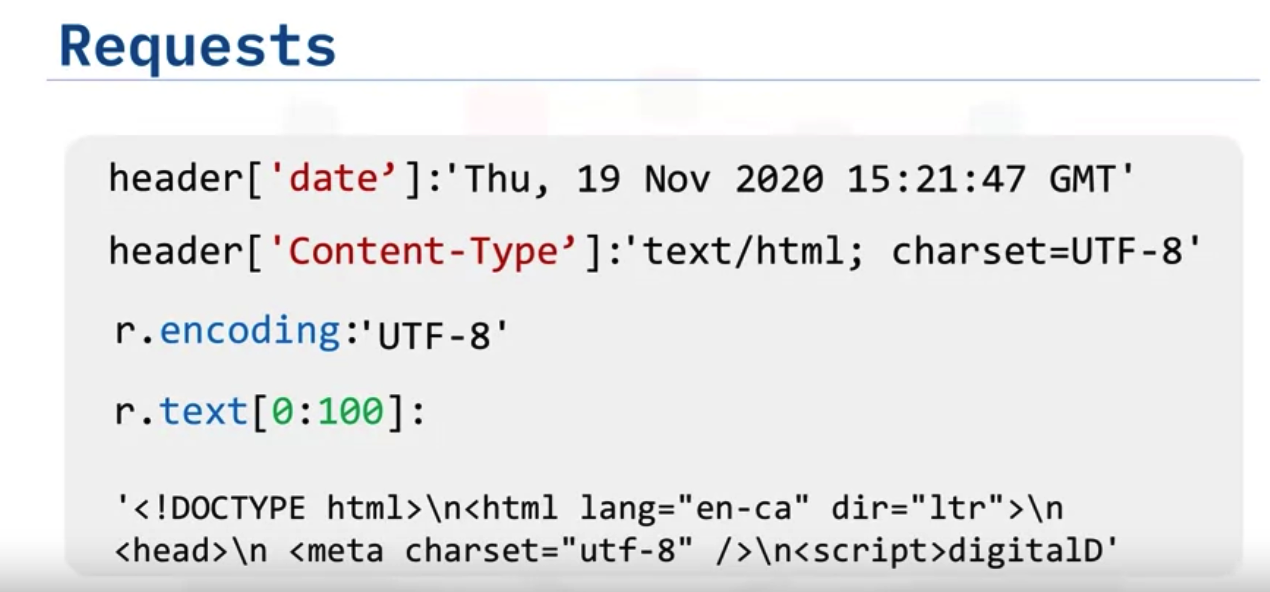 Requests
header['date’]:'Thu, 19 Nov 2020 15:21:47 GMT'
header['Content-Type’]:'text/html; charset=UTF-8'
r.encoding:'UTF-8'
r.text[0:100]:
'<!DOCTYPE html>\n<html lang="en-ca" dir="ltr">\n
<head>\n <meta charset="utf-8" />\n<script>digitalD'